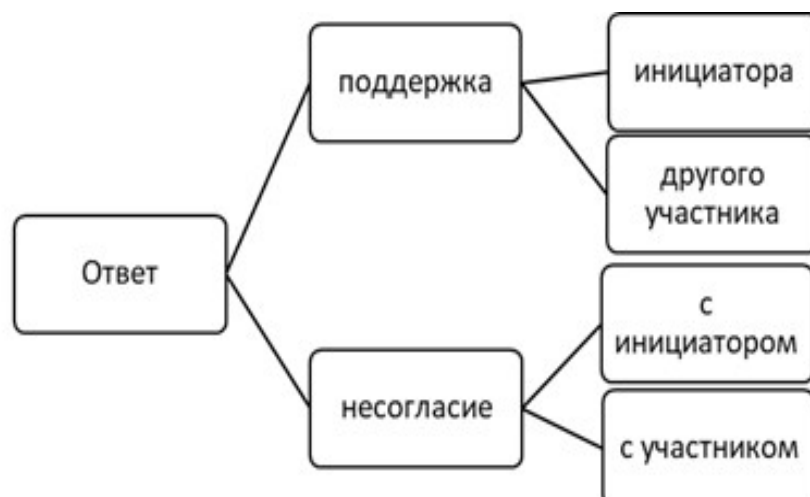 поддержка
инициатора
другого
участника
Ответ
с
инициатором
несогласие
с участником